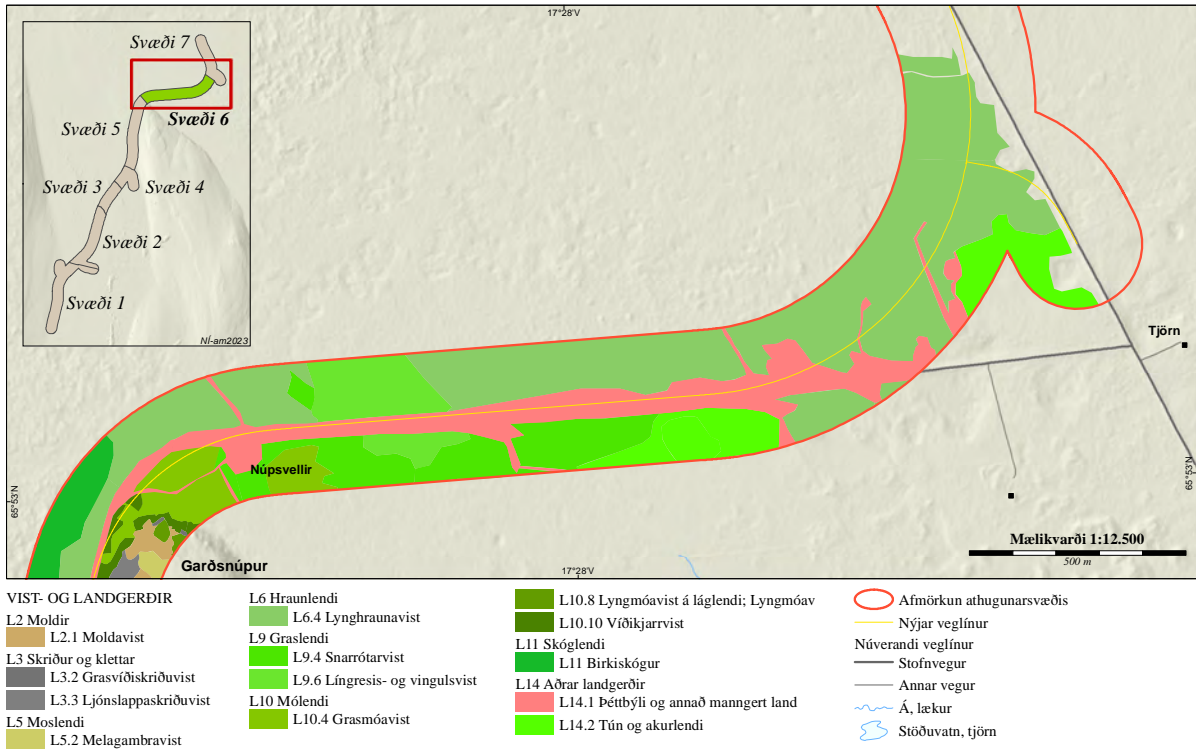 17°28'V
Svæði 7
Svæði 6
Svæði 5
Svæði 3
Svæði 4
Svæði 2
Svæði 1
NÍ-am2023
Tjörn
Núpsvellir
65°53'N
65°53'N
Garðsnúpur
17°28'V
Mælikvarði 1:12.500
500 m
VIST- OG LANDGERÐIR
L2 Moldir
L2.1 Moldavist
L3 Skriður og klettar
L3.2 Grasvíðiskriðuvist
L3.3 Ljónslappaskriðuvist
L5 Moslendi
L5.2 Melagambravist
L6 Hraunlendi
L6.4 Lynghraunavist
L9 Graslendi
L9.4 Snarrótarvist
L9.6 Língresis- og vingulsvist
L10 Mólendi
L10.4 Grasmóavist
L10.8 Lyngmóavist á láglendi; Lyngmóav
L10.10 Víðikjarrvist
L11 Skóglendi
L11 Birkiskógur
L14 Aðrar landgerðir
L14.1 Þéttbýli og annað manngert land
L14.2 Tún og akurlendi
Afmörkun athugunarsvæðis
Nýjar veglínur
Núverandi veglínur
Stofnvegur
Annar vegur
Á, lækur
Stöðuvatn, tjörn